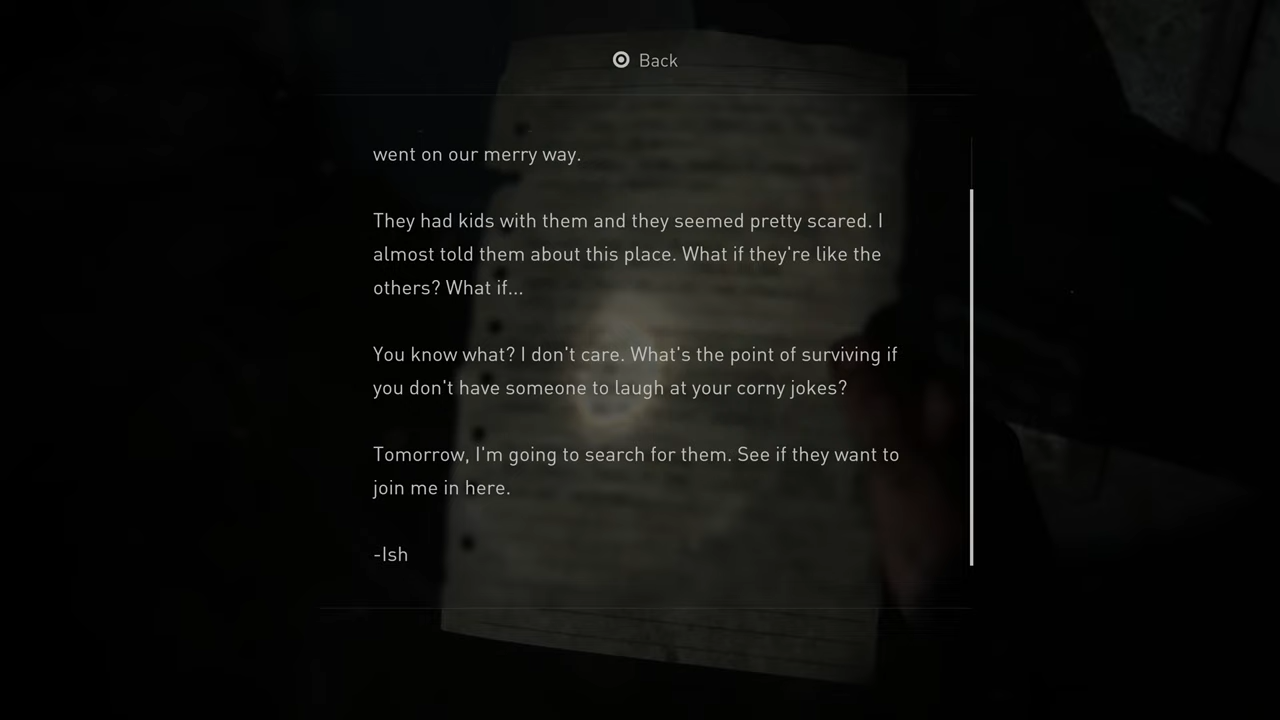 Back
went on our merry way.
They had kids with them and they seemed pretty scared. I
almost told them about this place. What if they're like the
others? What if...
You know what? I don't care. What's the point of surviving if
you don't have someone to laugh at your corny jokes?
Tomorrow, I'm going to search for them. See if they want to
join me in here.
-Ish